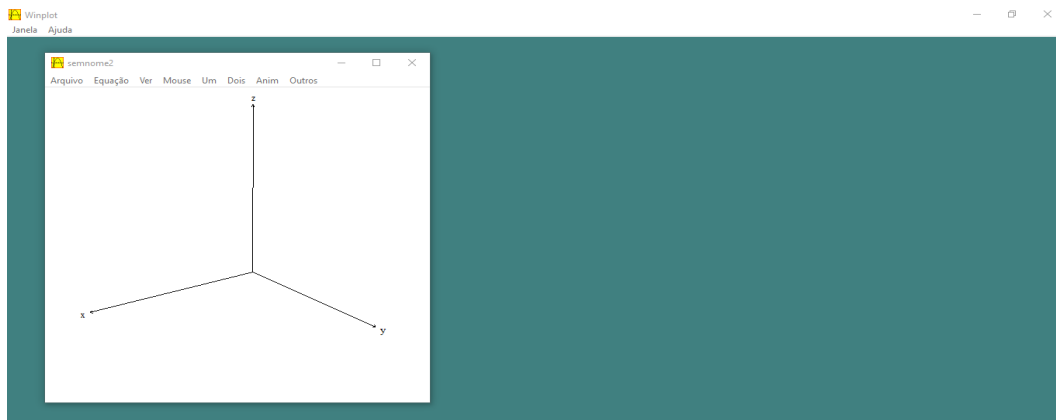 Winplot
Janela Ajuda
semnome2
Arquivo Equação Ver Mouse Um Dois Anim Outros
z
x
y